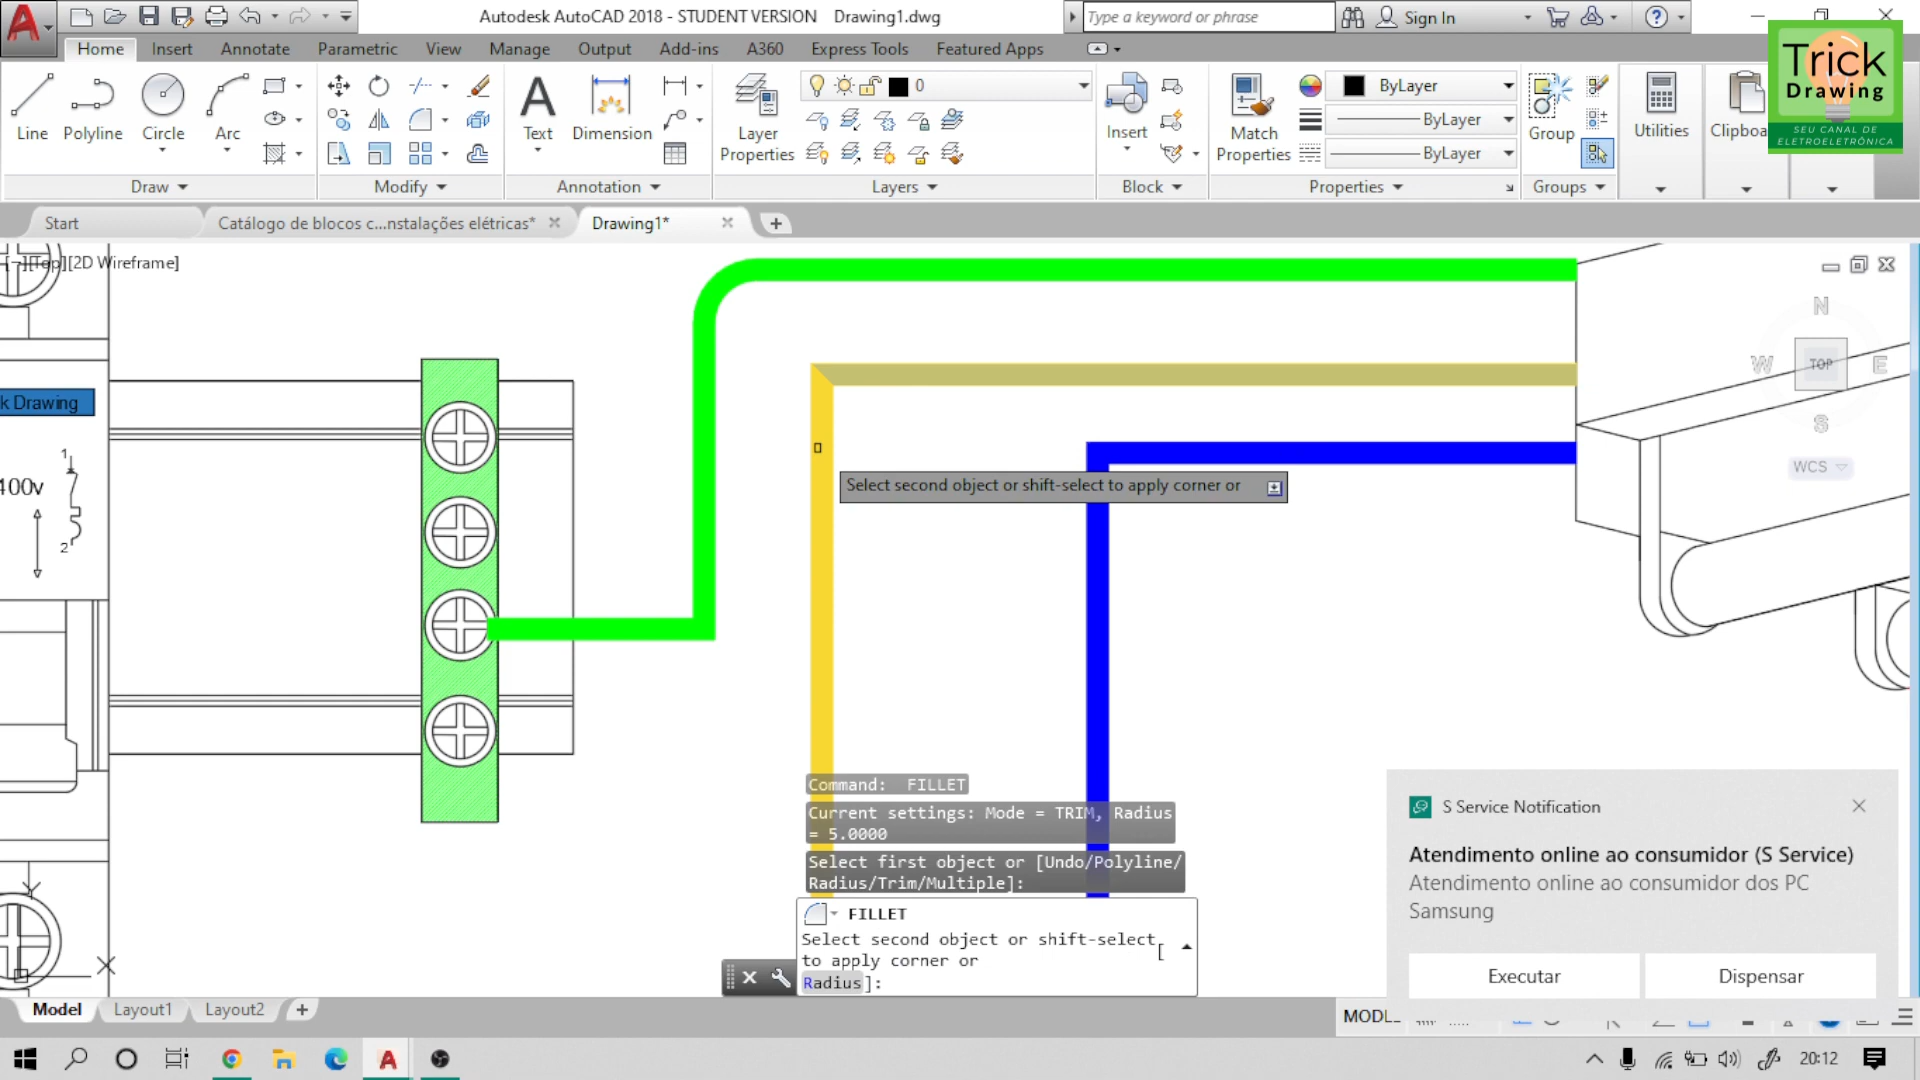 Autodesk AutoCAD 2018 - STUDENT VERSION Drawing1.dwg
Type a keyword or phrase
Sign In
Home Insert Annotate Parametric View Manage Output Add-ins A360 Express Tools Featured Apps
Trick
Drawing
SEU CANAL DE
ELETROELETRÔNICA
0
ByLayer
ByLayer
ByLayer
Line Polyline Circle Arc
Text Dimension
Layer
Properties
Insert
Match
Properties
Group
Utilities
Clipboa
Draw Modify Annotation Layers Block Properties Groups
Start
Catálogo de blocos c...nstalações elétricas*
Drawing1*
[−][Top][2D Wireframe]
N
W TOP E
S
WCS
k Drawing
400v
1
2
Select second object or shift-select to apply corner or
Command: FILLET
Current settings: Mode = TRIM, Radius
= 5.0000
Select first object or [Undo/Polyline/
Radius/Trim/Multiple]:
FILLET
Select second object or shift-select
to apply corner or [
Radius]:
Y
X
S Service Notification
Atendimento online ao consumidor (S Service)
Atendimento online ao consumidor dos PC
Samsung
Executar
Dispensar
Model Layout1 Layout2
MODEL
20:12